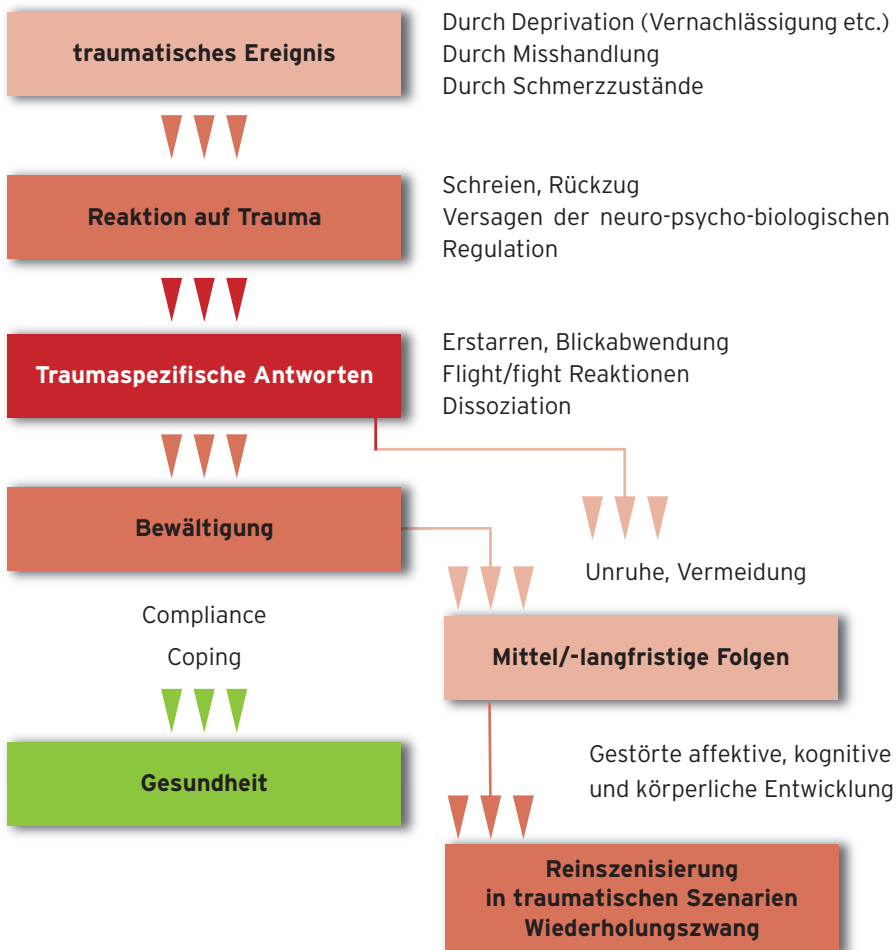 traumatisches Ereignis
Durch Deprivation (Vernachlässigung etc.)
Durch Misshandlung
Durch Schmerzzustände
Reaktion auf Trauma
Schreien, Rückzug
Versagen der neuro-psycho-biologischen
Regulation
Traumaspezifische Antworten
Erstarren, Blickabwendung
Flight/fight Reaktionen
Dissoziation
Bewältigung
Unruhe, Vermeidung
Compliance
Coping
Mittel/-langfristige Folgen
Gesundheit
Gestörte affektive, kognitive
und körperliche Entwicklung
Reinszenisierung
in traumatischen Szenarien
Wiederholungszwang